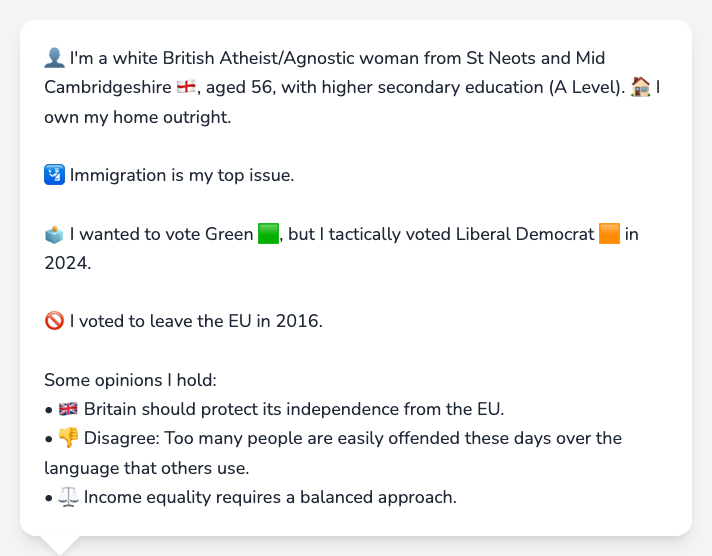 👤 I'm a white British Atheist/Agnostic woman from St Neots and Mid
Cambridgeshire 🏴󠁧󠁢󠁥󠁮󠁧󠁿, aged 56, with higher secondary education (A Level). 🏠 I
own my home outright.
🛂 Immigration is my top issue.
🗳️ I wanted to vote Green 🟩, but I tactically voted Liberal Democrat 🟧 in
2024.
🚫 I voted to leave the EU in 2016.
Some opinions I hold:
• 🇬🇧 Britain should protect its independence from the EU.
• 👎 Disagree: Too many people are easily offended these days over the
language that others use.
• ⚖️ Income equality requires a balanced approach.